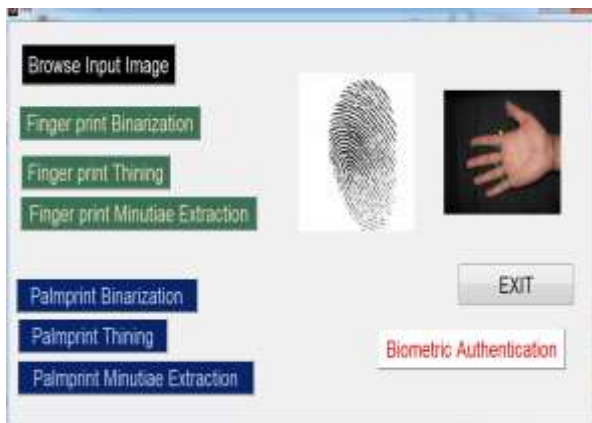 Browse Input Image
Finger print Binarization
Finger print Thining
Finger print Minutiae Extraction
Palmprint Binarization
Palmprint Thining
Palmprint Minutiae Extraction
EXIT
Biometric Authentication